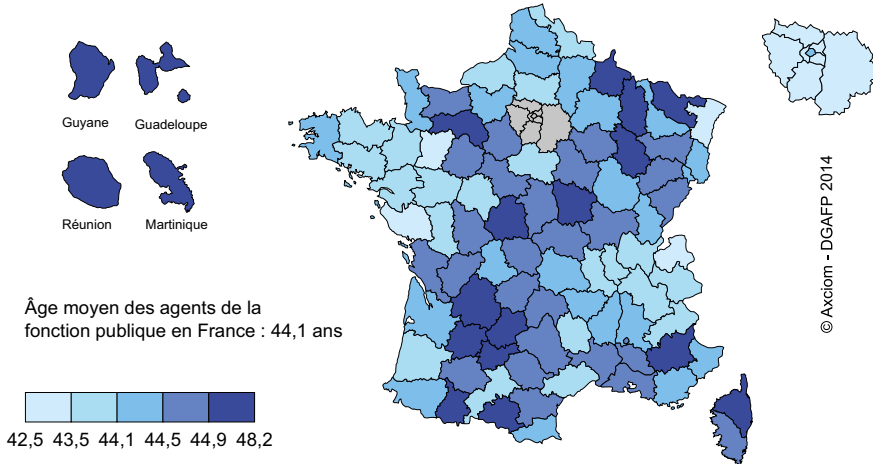 Guyane
Guadeloupe
Réunion
Martinique
Âge moyen des agents de la
fonction publique en France : 44,1 ans
42,5 43,5 44,1 44,5 44,9 48,2
© Axciom - DGAFP 2014